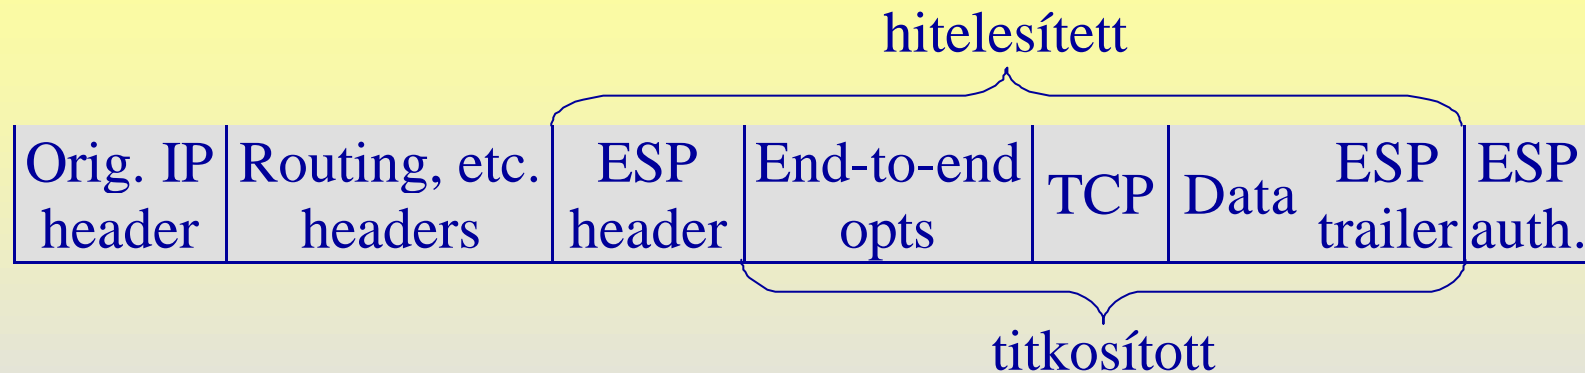 hitelesített
Orig. IP Routing, etc. ESP End-to-end TCP Data ESP ESP
header headers header opts trailer auth.
titkosított